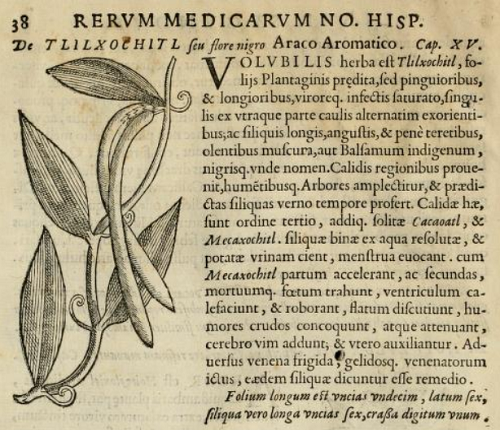 38 RERVM MEDICARVM NO. HISP.
De TLILXOCHITL seu flore nigro Araco Aromatico. Cap. XV.
VOLVBILIS herba est Tlilxochitl, fo-
lijs Plantaginis prędita, sed pinguioribus,
& longioribus, viroreq. infectis saturato, singu-
lis ex vtraque parte caulis alternatim exorienti-
bus; ac siliquis longis, angustis, & penè teretibus,
olentibus muscum, aut Balsamum indigenum,
nigrisq. vnde nomen. Calidis regionibus proue-
nit, humētibusq. Arbores amplectitur, & prædi-
ctas siliquas verno tempore profert. Calidæ hæ,
sunt ordine tertio, addiq. solitæ Cacaoatl, &
Mecaxochitl. siliquæ binæ ex aqua resolutæ, &
potatæ vrinam cient, menstrua euocant. cum
Mecaxochitl partum accelerant, ac secundas,
mortuumq. fœtum trahunt, ventriculum ca-
lefaciunt, & roborant, flatum discutiunt, hu-
mores crudos concoquunt, atque attenuant,
cerebro vim addunt; & vtero auxiliantur. Ad-
uersus venena frigida, gelidosq. venenatorum
ictus, eædem siliquæ dicuntur esse remedio.
Folium longum est vncias vndecim, latum sex,
siliqua vero longa vncias sex, crassa digitum vnum.